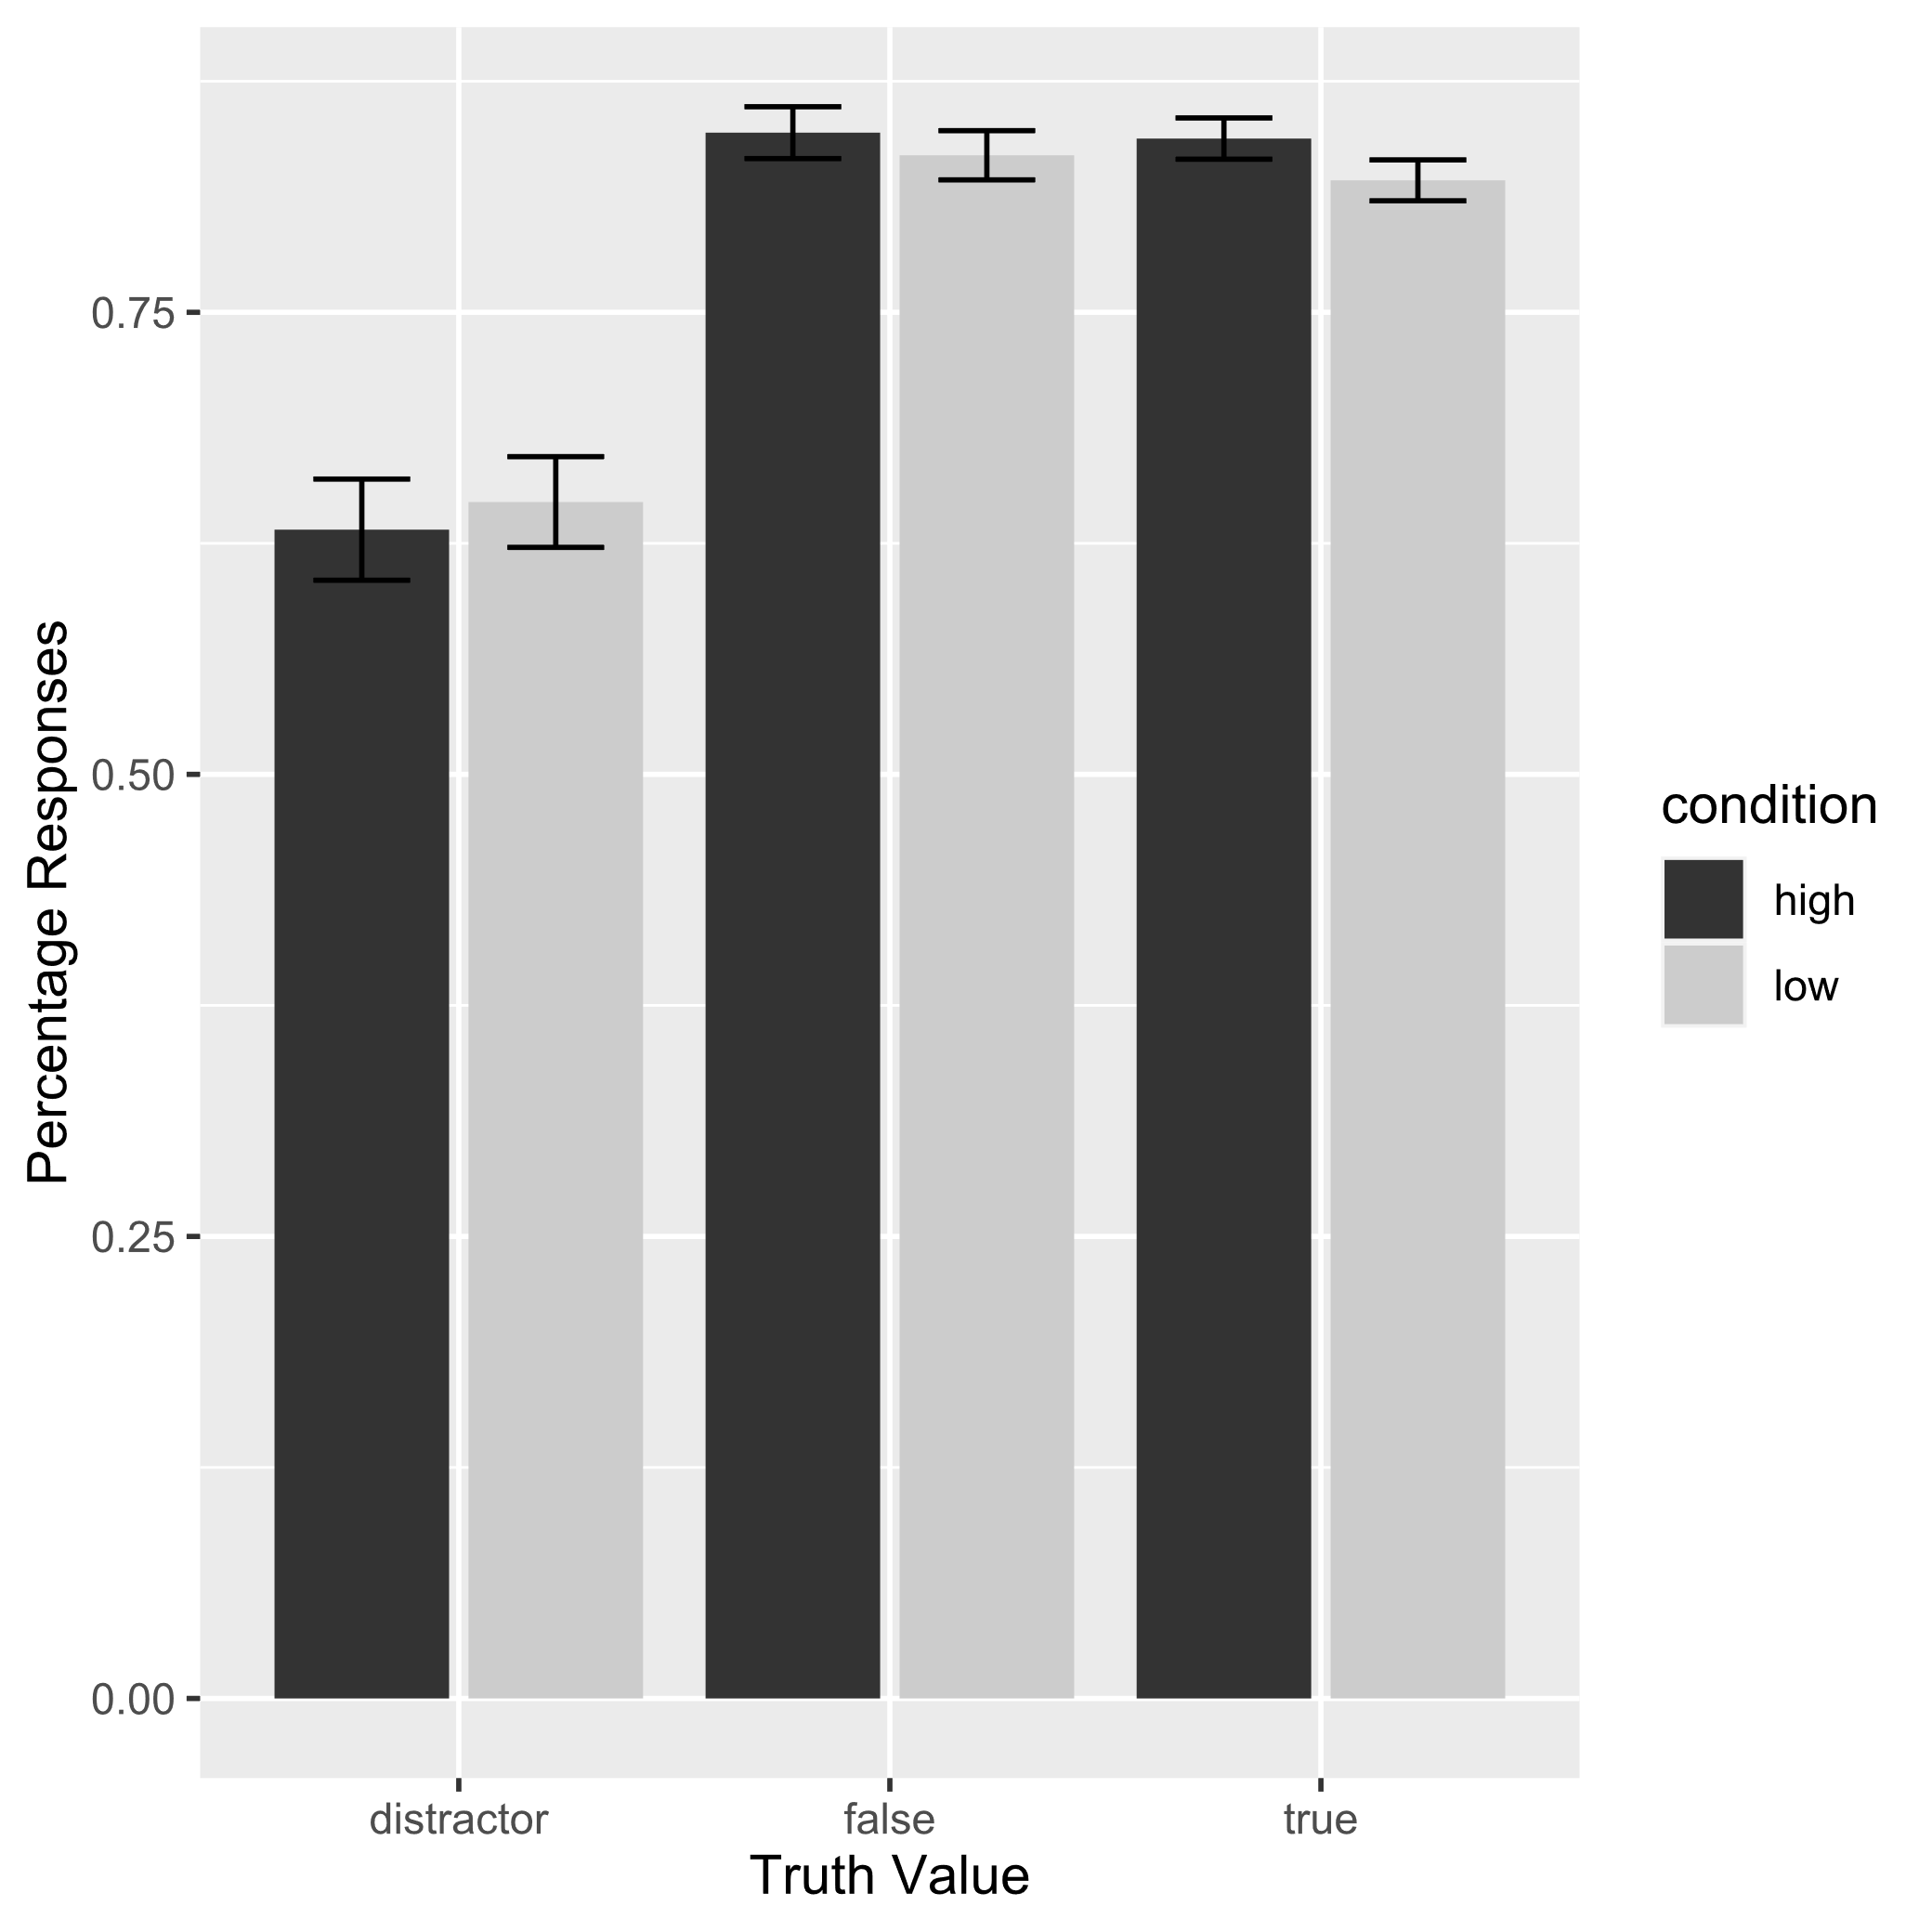 Percentage Responses
0.75
0.50
0.25
0.00
distractor
false
true
Truth Value
condition
high
low